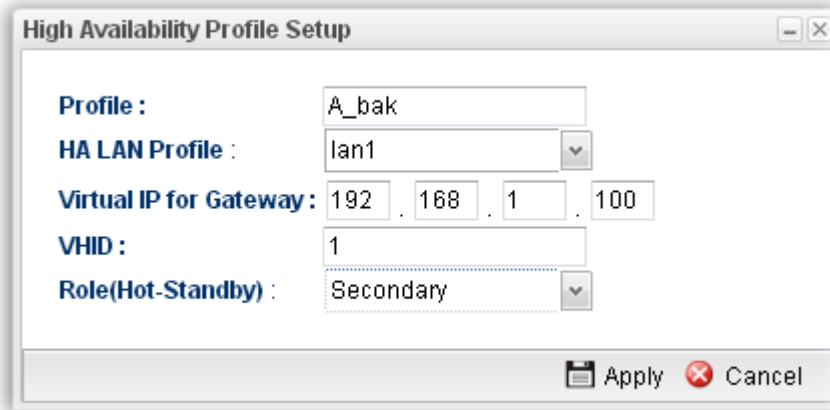 High Availability Profile Setup
Profile : A_bak
HA LAN Profile : lan1
Virtual IP for Gateway : 192 . 168 . 1 . 100
VHID : 1
Role(Hot-Standby) : Secondary
Apply Cancel